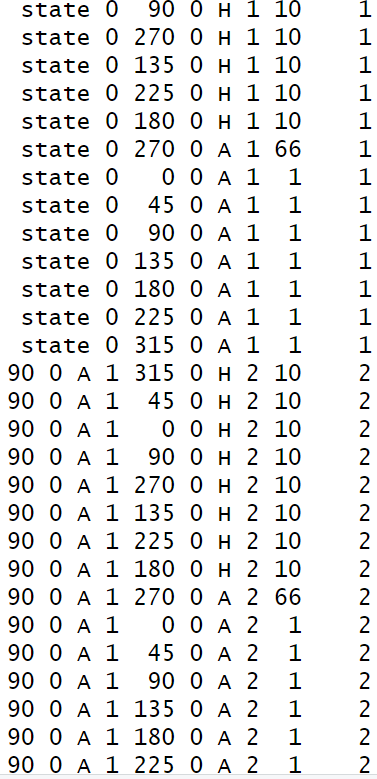 state 0 90 0 H 1 10 1
state 0 270 0 H 1 10 1
state 0 135 0 H 1 10 1
state 0 225 0 H 1 10 1
state 0 180 0 H 1 10 1
state 0 270 0 A 1 66 1
state 0 0 0 A 1 1 1
state 0 45 0 A 1 1 1
state 0 90 0 A 1 1 1
state 0 135 0 A 1 1 1
state 0 180 0 A 1 1 1
state 0 225 0 A 1 1 1
state 0 315 0 A 1 1 1
90 0 A 1 315 0 H 2 10 2
90 0 A 1 45 0 H 2 10 2
90 0 A 1 0 0 H 2 10 2
90 0 A 1 90 0 H 2 10 2
90 0 A 1 270 0 H 2 10 2
90 0 A 1 135 0 H 2 10 2
90 0 A 1 225 0 H 2 10 2
90 0 A 1 180 0 H 2 10 2
90 0 A 1 270 0 A 2 66 2
90 0 A 1 0 0 A 2 1 2
90 0 A 1 45 0 A 2 1 2
90 0 A 1 90 0 A 2 1 2
90 0 A 1 135 0 A 2 1 2
90 0 A 1 180 0 A 2 1 2
90 0 A 1 225 0 A 2 1 2